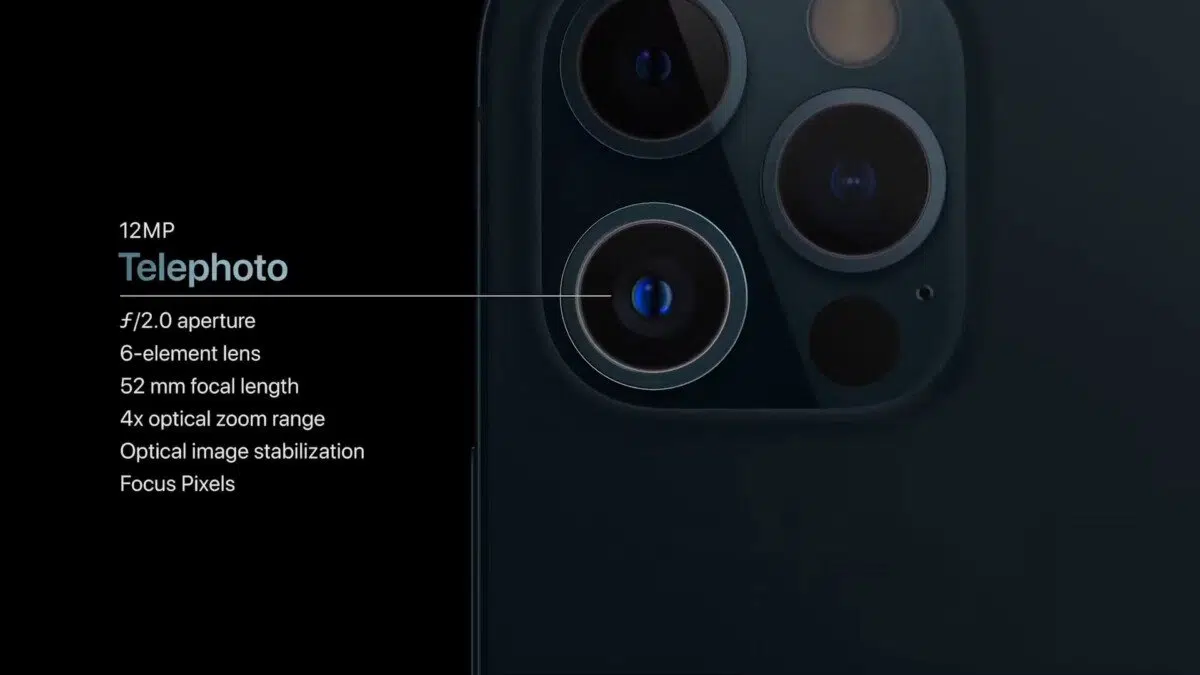 12MP
Telephoto
ƒ/2.0 aperture
6-element lens
52 mm focal length
4x optical zoom range
Optical image stabilization
Focus Pixels